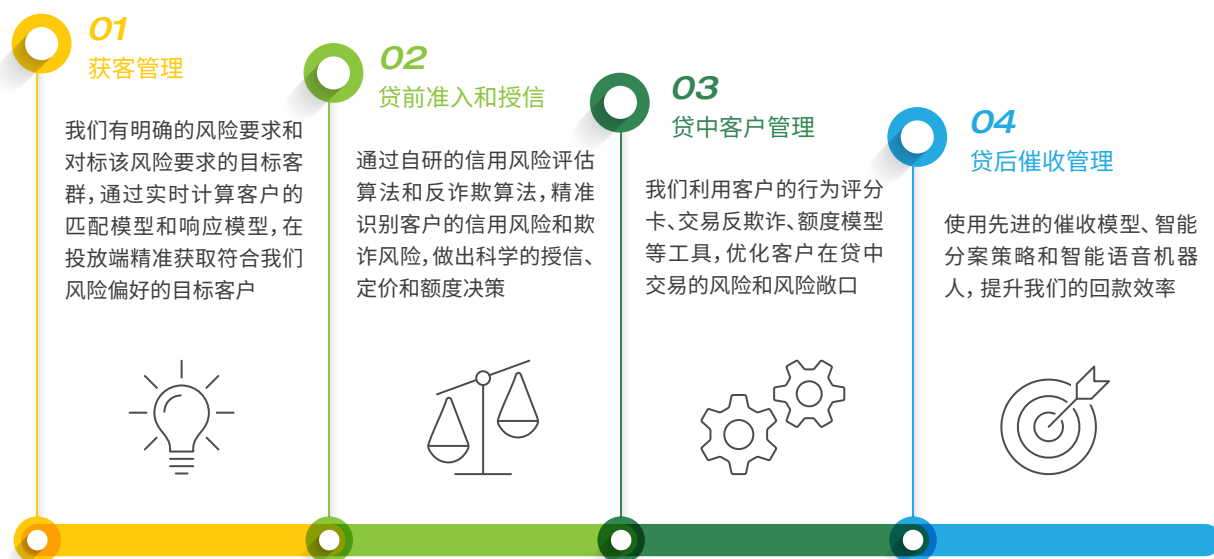 01
获客管理
我们有明确的风险要求和
对标该风险要求的目标客
群，通过实时计算客户的
匹配模型和响应模型，在
投放端精准获取符合我们
风险偏好的目标客户
02
贷前准入和授信
通过自研的信用风险评估
算法和反诈欺算法，精准
识别客户的信用风险和欺
诈风险，做出科学的授信、
定价和额度决策
03
贷中客户管理
我们利用客户的行为评分
卡、交易反欺诈、额度模型
等工具，优化客户在贷中
交易的风险和风险敞口
04
贷后催收管理
使用先进的催收模型、智能
分案策略和智能语音机器
人，提升我们的回款效率